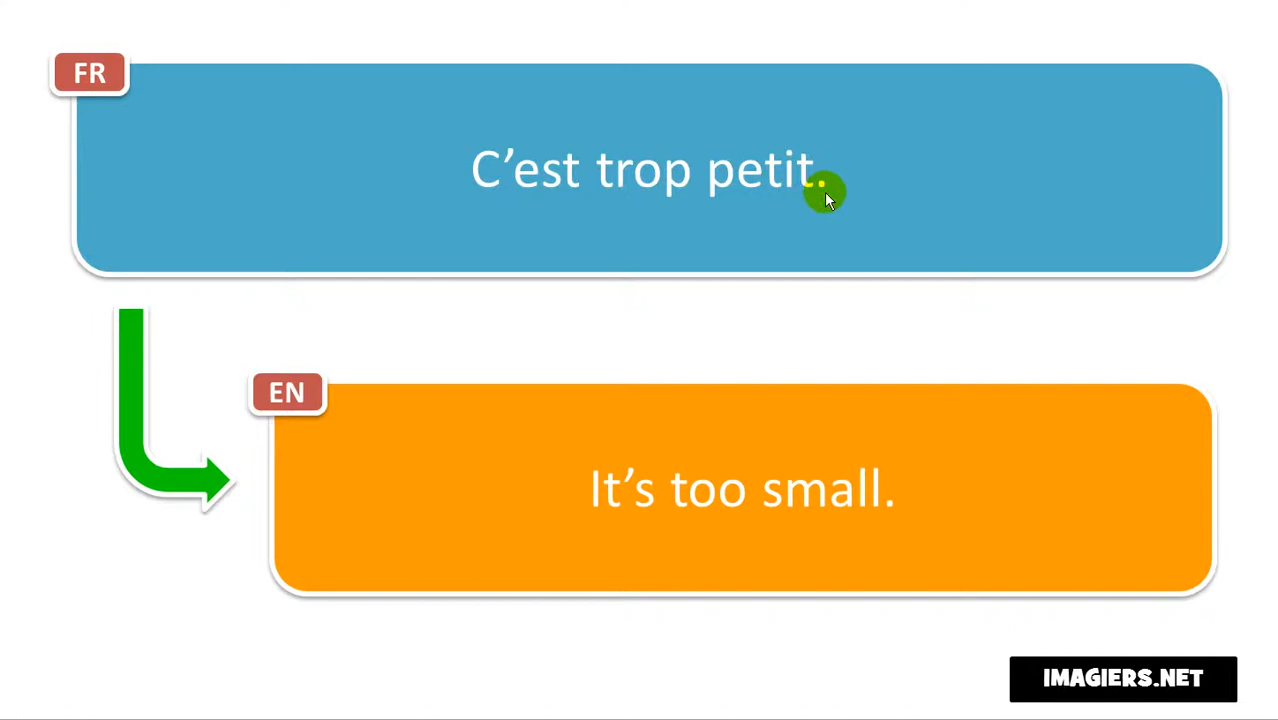 FR
C’est trop petit.
EN
It’s too small.
IMAGIERS.NET